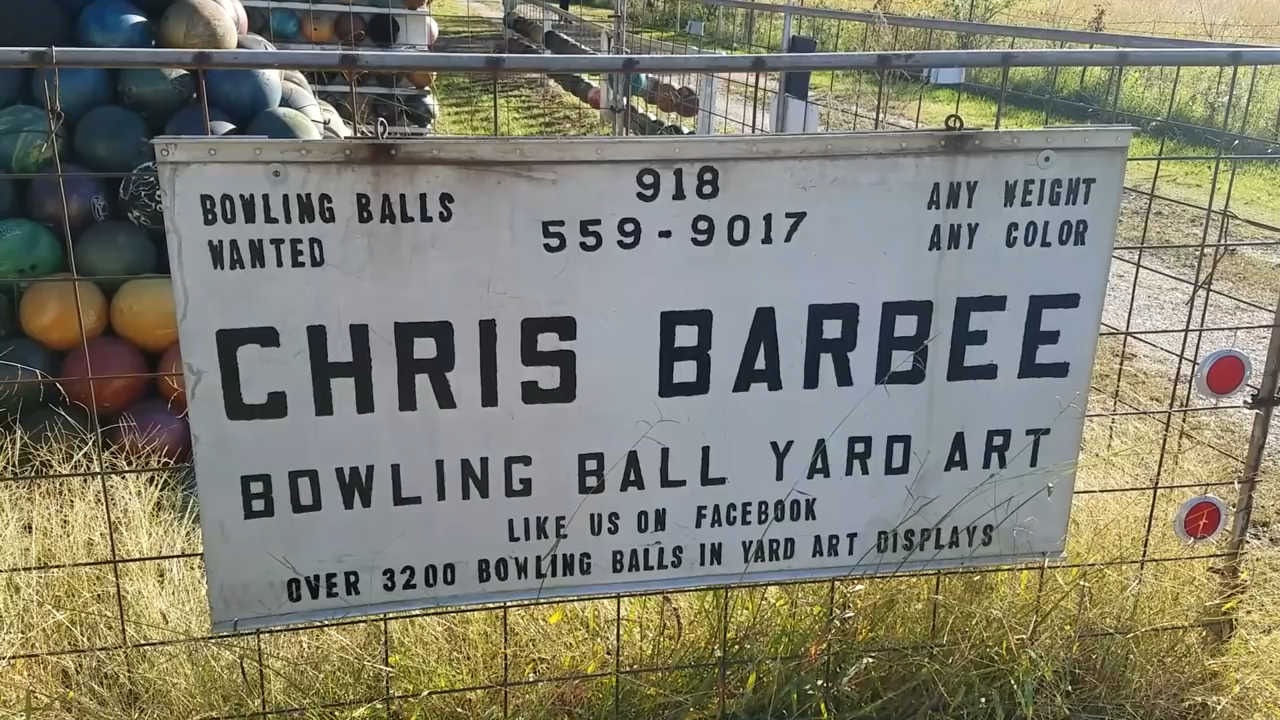 918
559-9017
BOWLING BALLS
WANTED
ANY WEIGHT
ANY COLOR
CHRIS BARBEE
BOWLING BALL YARD ART
LIKE US ON FACEBOOK
OVER 3200 BOWLING BALLS IN YARD ART DISPLAYS